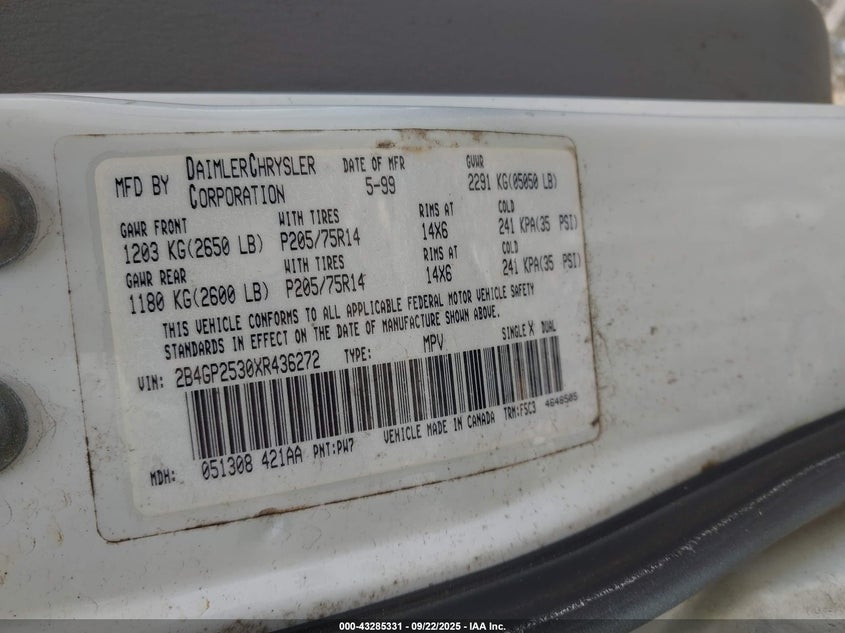 MFD BY DAIMLERCHRYSLER CORPORATION DATE OF MFR 5-99 GVWR 2291 KG(05050 LB)
GAWR FRONT WITH TIRES RIMS AT COLD
1203 KG(2650 LB) P205/75R14 14X6 241 KPA(35 PSI)
GAWR REAR WITH TIRES RIMS AT COLD
1180 KG(2600 LB) P205/75R14 14X6 241 KPA(35 PSI)
THIS VEHICLE CONFORMS TO ALL APPLICABLE FEDERAL MOTOR VEHICLE SAFETY
STANDARDS IN EFFECT ON THE DATE OF MANUFACTURE SHOWN ABOVE.
VIN: 2B4GP2530XR436272 TYPE: MPV SINGLE X DUAL
MDH: 051308 421AA PNT:PW7 VEHICLE MADE IN CANADA TRM:F5C3 4648505
000-43285331 - 09/22/2025 - IAA Inc.